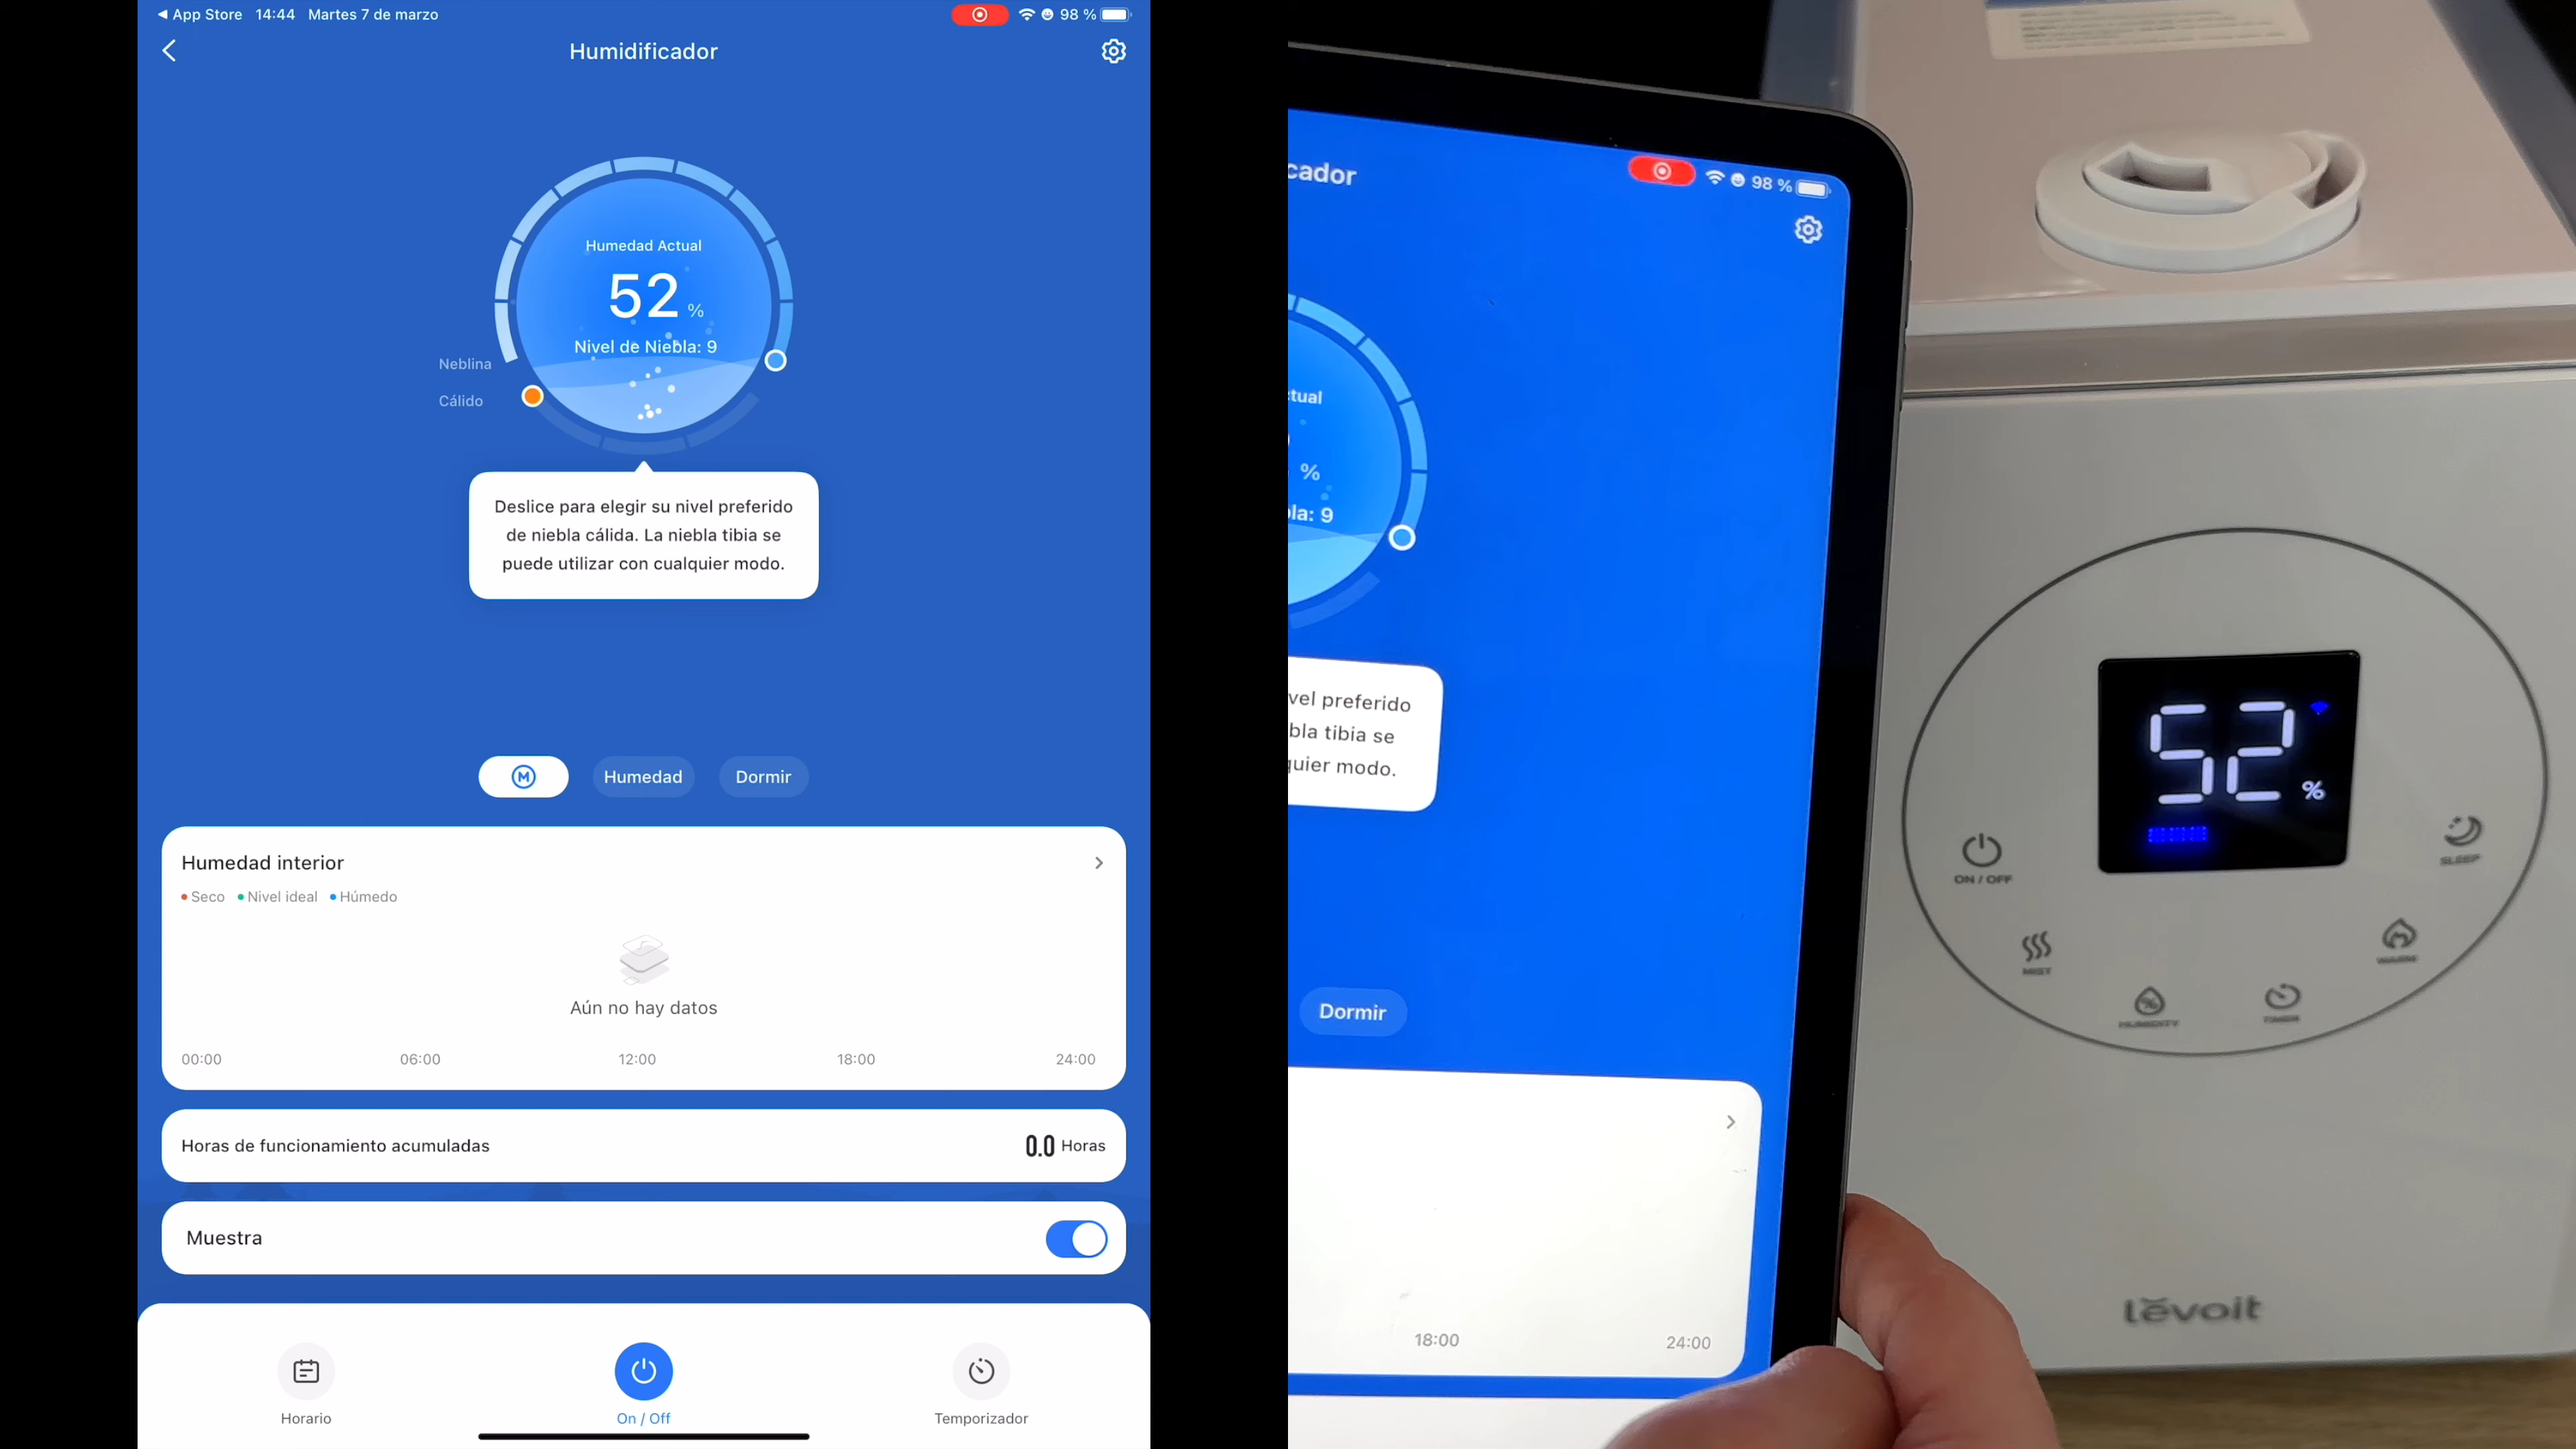 ◀ App Store 14:44 Martes 7 de marzo 98 %
Humidificador
Humedad Actual
52 %
Nivel de Niebla: 9
Neblina
Cálido
Deslice para elegir su nivel preferido
de niebla cálida. La niebla tibia se
puede utilizar con cualquier modo.
M Humedad Dormir
Humedad interior
Seco Nivel ideal Húmedo
Aún no hay datos
00:00 06:00 12:00 18:00 24:00
Horas de funcionamiento acumuladas 0.0 Horas
Muestra
Horario On / Off Temporizador
98 %
cador
tual
%
la: 9
vel preferido
bla tibia se
quier modo.
Dormir
18:00 24:00
52 %
ON / OFF
MIST
HUMIDITY
TIMER
WARM
SLEEP
levoit